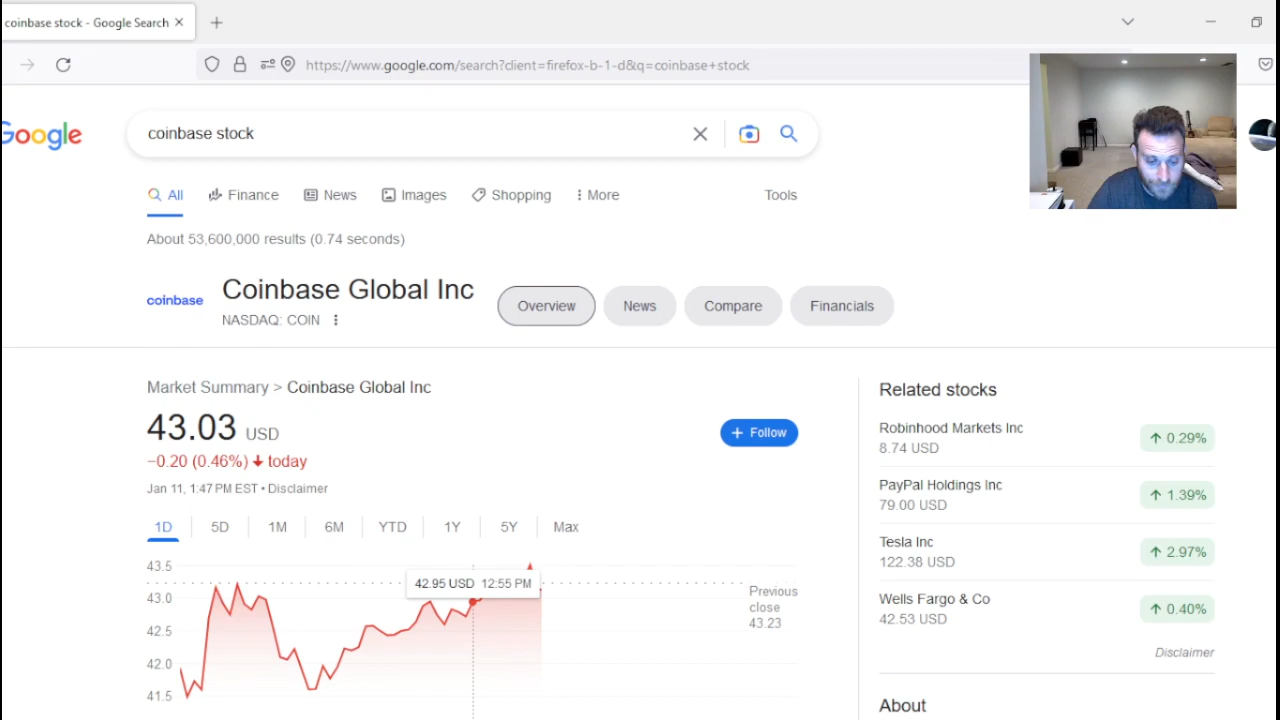 coinbase stock - Google Search
https://www.google.com/search?client=firefox-b-1-d&q=coinbase+stock
Google
coinbase stock
All
Finance
News
Images
Shopping
More
Tools
About 53,600,000 results (0.74 seconds)
coinbase
Coinbase Global Inc
NASDAQ: COIN
Overview
News
Compare
Financials
Market Summary > Coinbase Global Inc
43.03 USD
−0.20 (0.46%) today
Jan 11, 1:47 PM EST • Disclaimer
+ Follow
1D
5D
1M
6M
YTD
1Y
5Y
Max
43.5
43.0
42.5
42.0
41.5
42.95 USD 12:55 PM
Previous
close
43.23
Related stocks
Robinhood Markets Inc
8.74 USD
0.29%
PayPal Holdings Inc
79.00 USD
1.39%
Tesla Inc
122.38 USD
2.97%
Wells Fargo & Co
42.53 USD
0.40%
Disclaimer
About